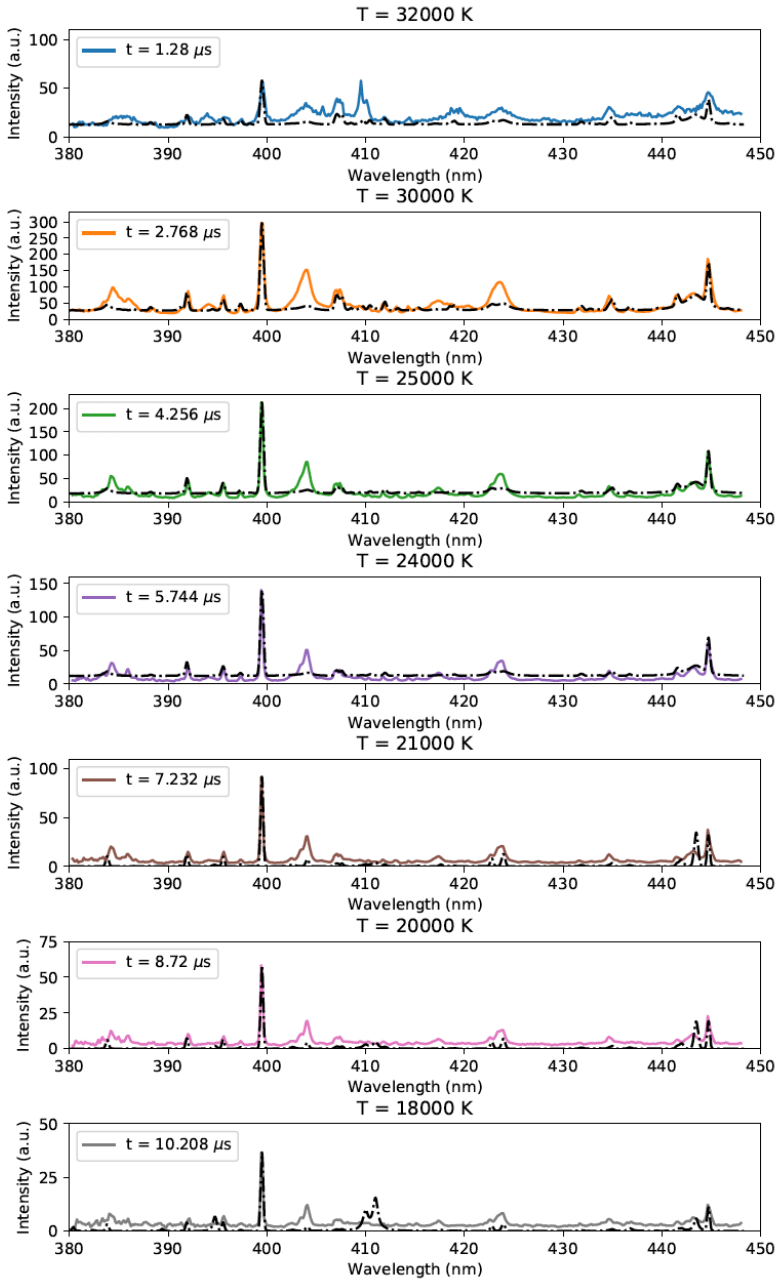 T = 32000 K
100
50
0
Intensity (a.u.)
t = 1.28 μs
380 390 400 410 420 430 440 450
Wavelength (nm)
T = 30000 K
300
250
200
150
100
50
0
Intensity (a.u.)
t = 2.768 μs
380 390 400 410 420 430 440 450
Wavelength (nm)
T = 25000 K
200
150
100
50
0
Intensity (a.u.)
t = 4.256 μs
380 390 400 410 420 430 440 450
Wavelength (nm)
T = 24000 K
150
100
50
0
Intensity (a.u.)
t = 5.744 μs
380 390 400 410 420 430 440 450
Wavelength (nm)
T = 21000 K
100
50
0
Intensity (a.u.)
t = 7.232 μs
380 390 400 410 420 430 440 450
Wavelength (nm)
T = 20000 K
75
50
25
0
Intensity (a.u.)
t = 8.72 μs
380 390 400 410 420 430 440 450
Wavelength (nm)
T = 18000 K
50
25
0
Intensity (a.u.)
t = 10.208 μs
380 390 400 410 420 430 440 450
Wavelength (nm)